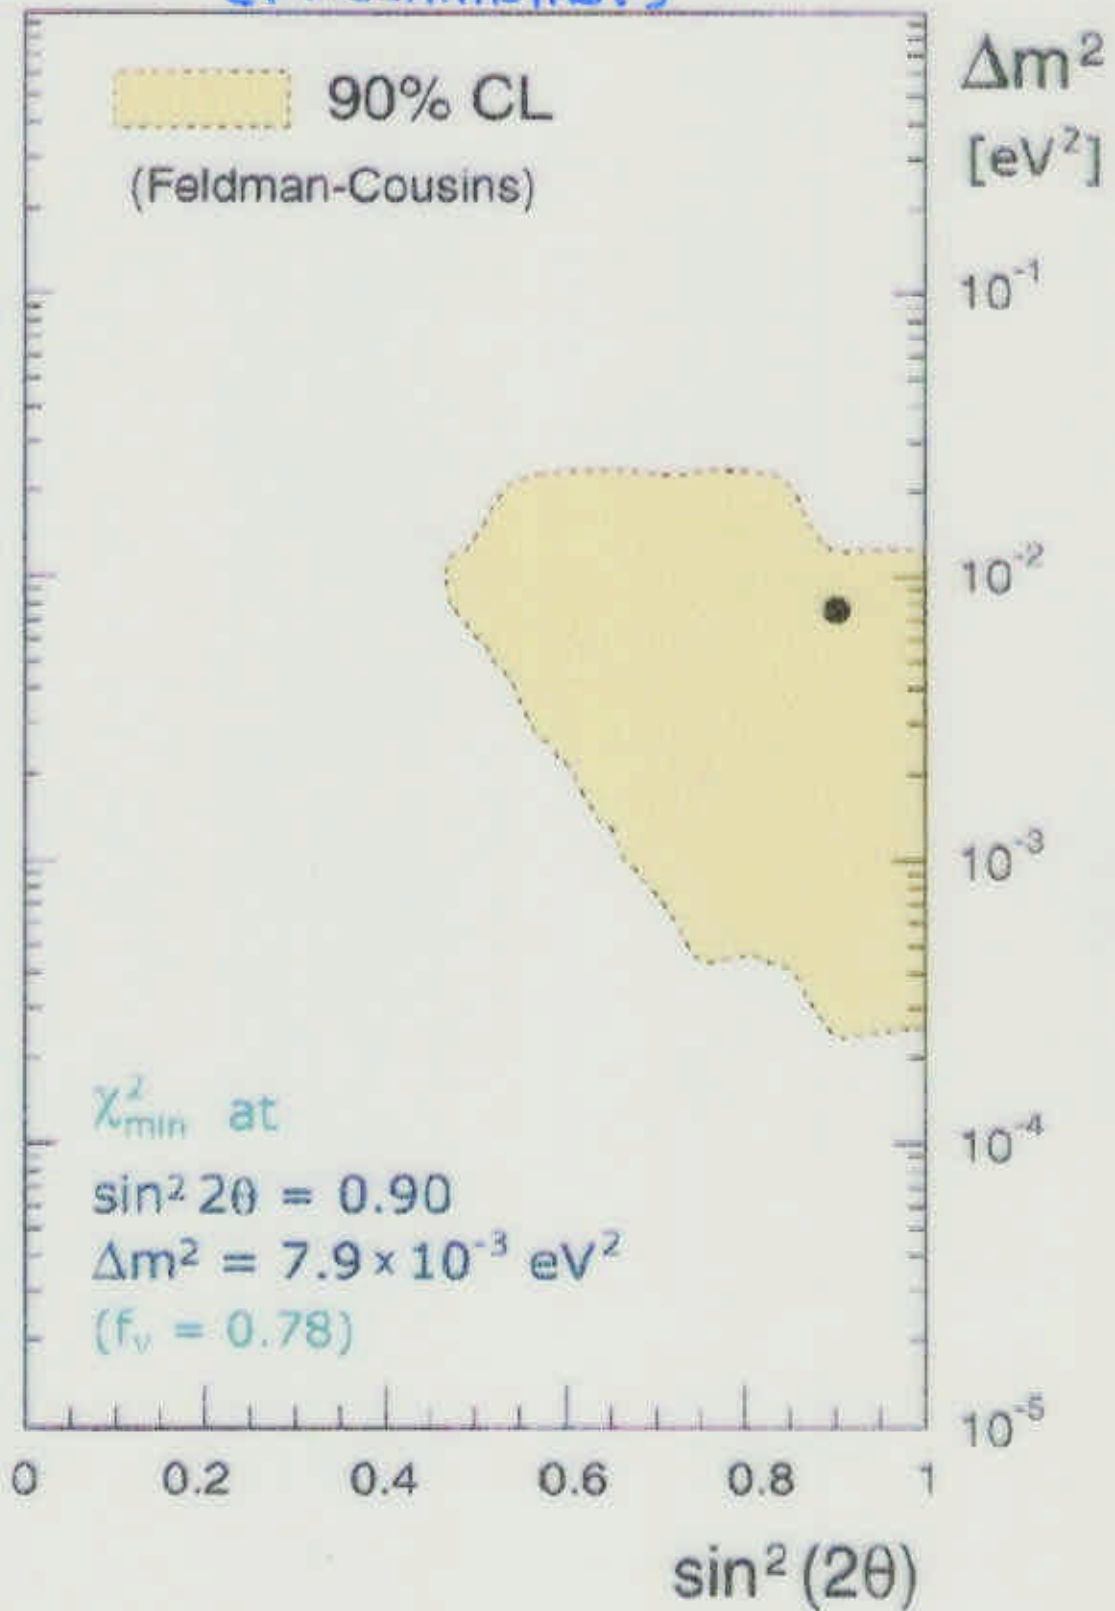 90% CL
(Feldman-Cousins)
Δm²
[eV²]
10⁻¹
10⁻²
10⁻³
10⁻⁴
10⁻⁵
χ²min at
sin² 2θ = 0.90
Δm² = 7.9 × 10⁻³ eV²
(fν = 0.78)
0 0.2 0.4 0.6 0.8 1
sin² (2θ)